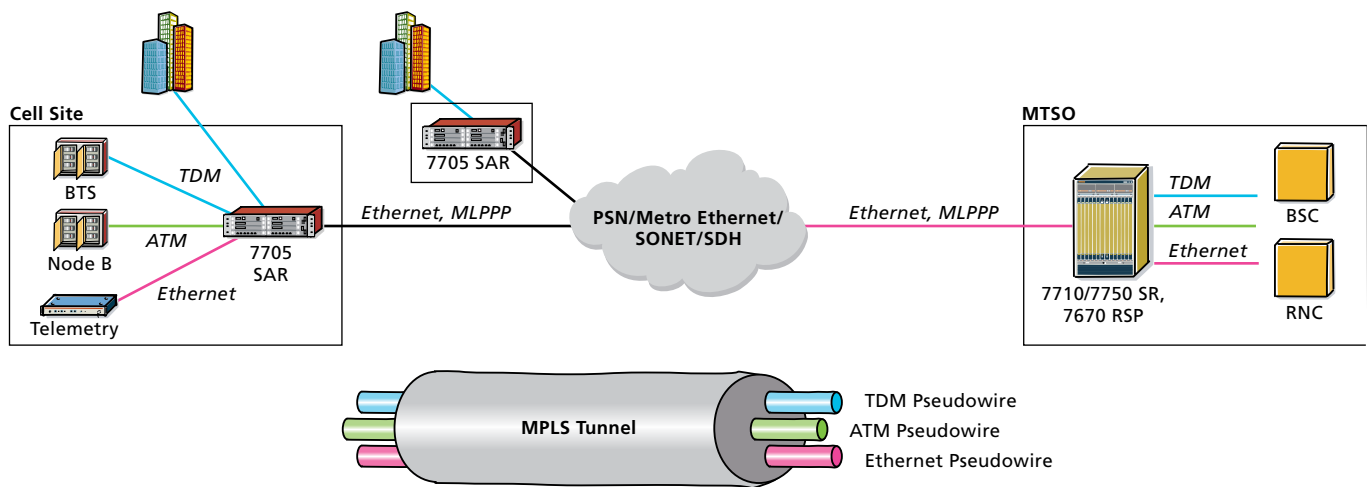 Cell Site
BTS
TDM
Node B
ATM
Telemetry
Ethernet
7705
SAR
7705 SAR
Ethernet, MLPPP
PSN/Metro Ethernet/
SONET/SDH
Ethernet, MLPPP
MTSO
7710/7750 SR,
7670 RSP
TDM
ATM
Ethernet
BSC
RNC
MPLS Tunnel
TDM Pseudowire
ATM Pseudowire
Ethernet Pseudowire